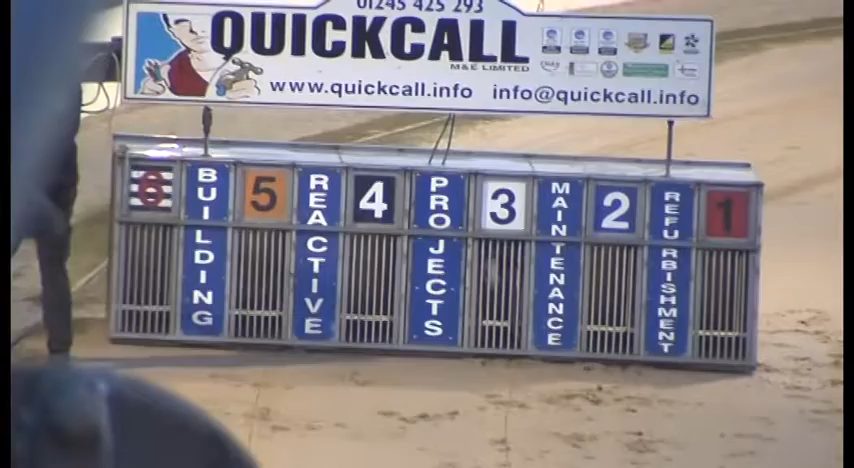 01245 425 293
QUICKCALL
M&E LIMITED
www.quickcall.info info@quickcall.info
6
BUILDING
5
REACTIVE
4
PROJECTS
3
MAINTENANCE
2
REFURBISHMENT
1